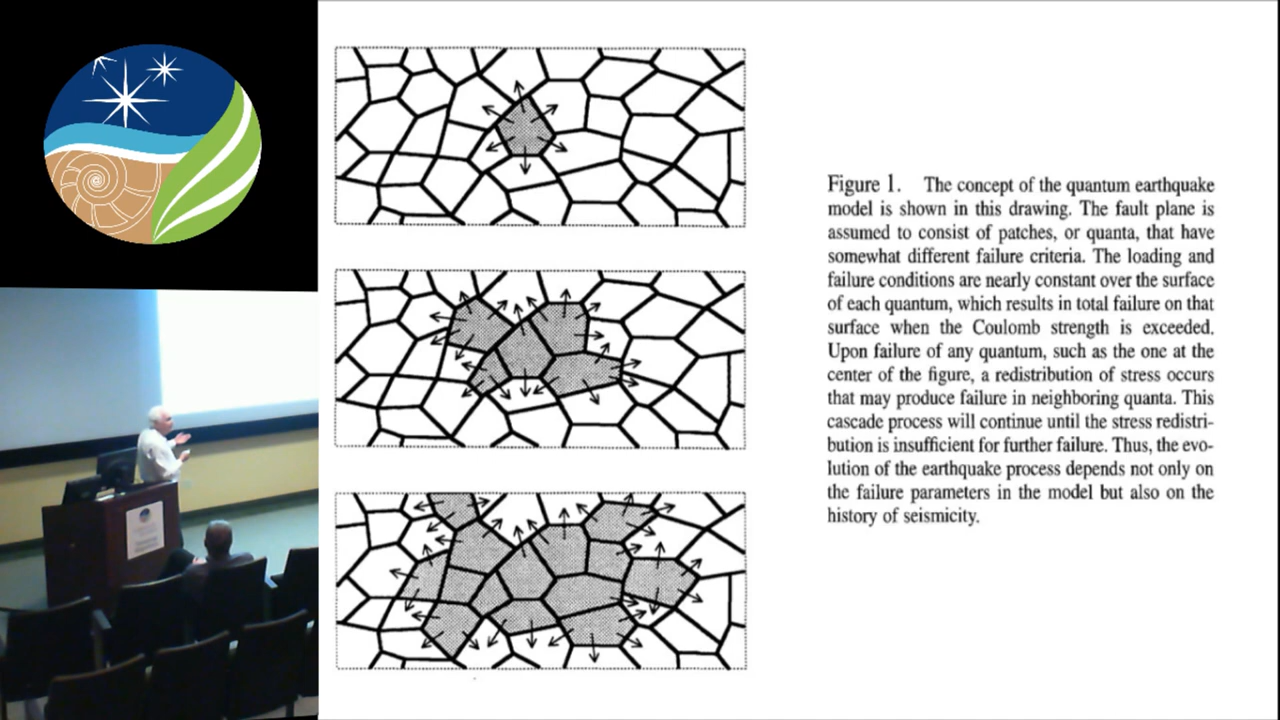 Figure 1. The concept of the quantum earthquake
model is shown in this drawing. The fault plane is
assumed to consist of patches, or quanta, that have
somewhat different failure criteria. The loading and
failure conditions are nearly constant over the surface
of each quantum, which results in total failure on that
surface when the Coulomb strength is exceeded.
Upon failure of any quantum, such as the one at the
center of the figure, a redistribution of stress occurs
that may produce failure in neighboring quanta. This
cascade process will continue until the stress redistri-
bution is insufficient for further failure. Thus, the evo-
lution of the earthquake process depends not only on
the failure parameters in the model but also on the
history of seismicity.